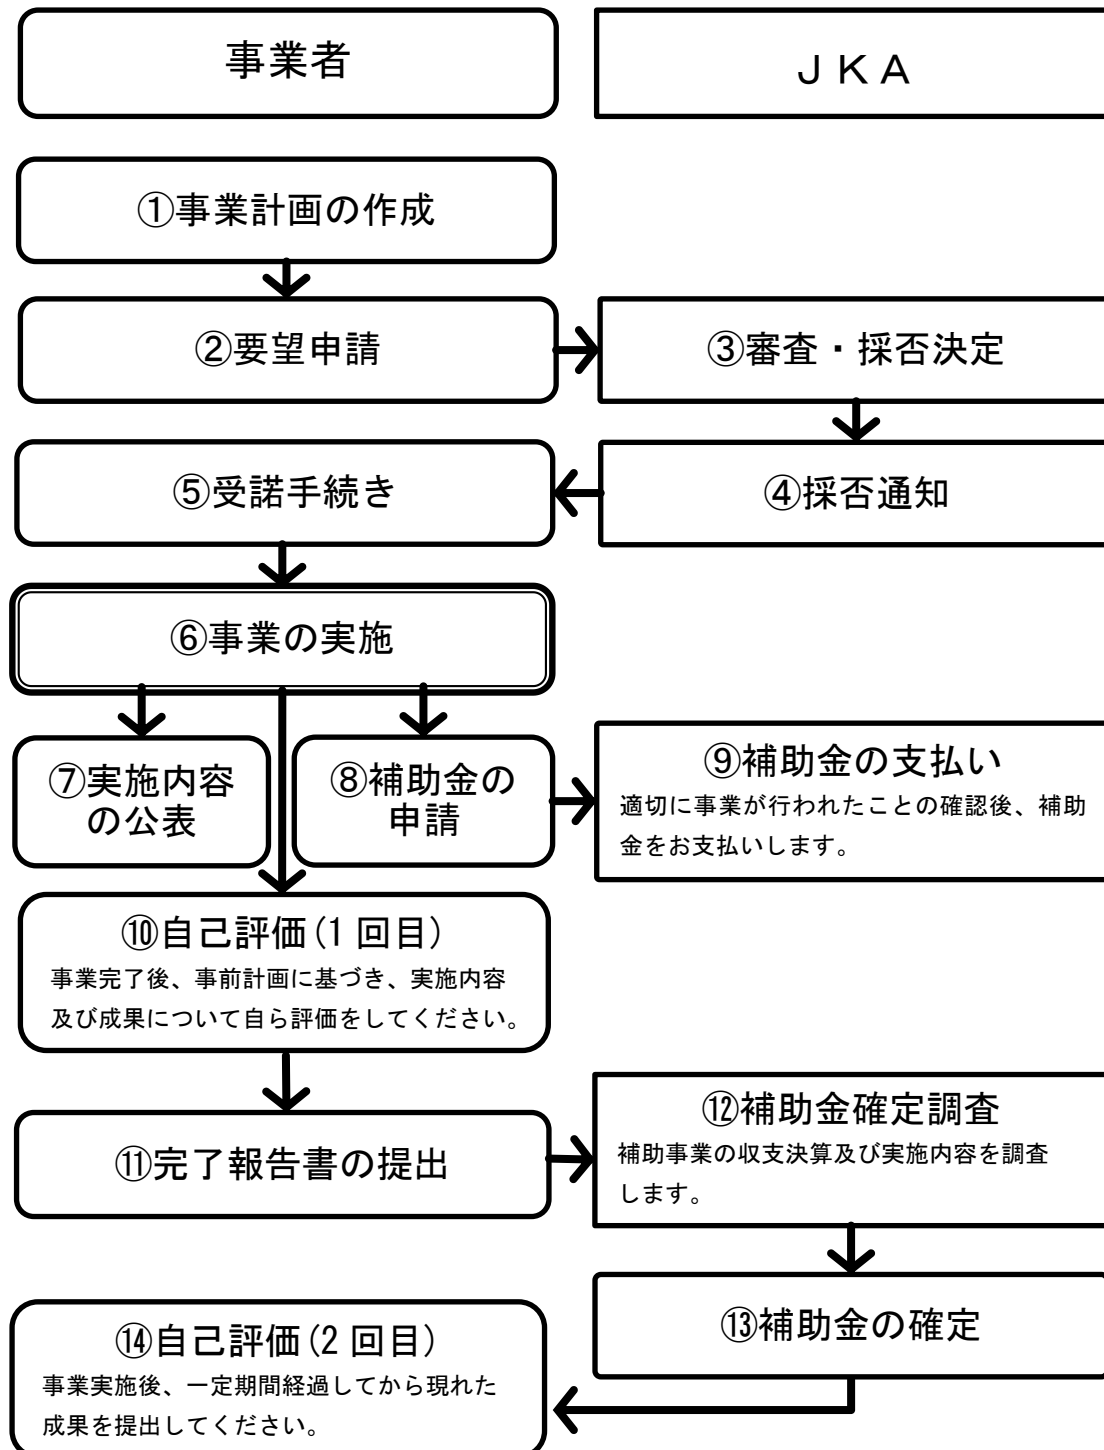 事業者
ＪＫＡ
①事業計画の作成
②要望申請
③審査・採否決定
⑤受諾手続き
④採否通知
⑥事業の実施
⑦実施内容
の公表
⑧補助金の
申請
⑨補助金の支払い
適切に事業が行われたことの確認後、補助
金をお支払いします。
⑩自己評価(1回目)
事業完了後、事前計画に基づき、実施内容
及び成果について自ら評価をしてください。
⑪完了報告書の提出
⑫補助金確定調査
補助事業の収支決算及び実施内容を調査
します。
⑬補助金の確定
⑭自己評価(2回目)
事業実施後、一定期間経過してから現れた
成果を提出してください。